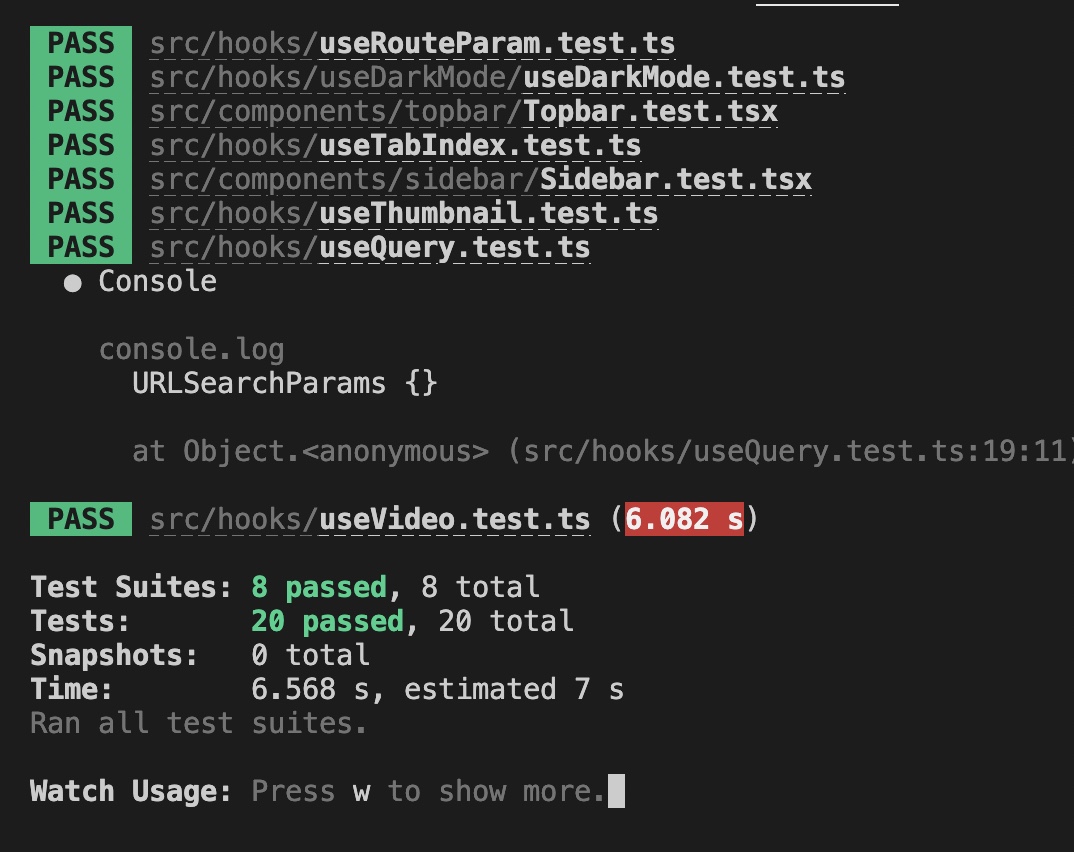 PASS src/hooks/useRouteParam.test.ts
PASS src/hooks/useDarkMode/useDarkMode.test.ts
PASS src/components/topbar/Topbar.test.tsx
PASS src/hooks/useTabIndex.test.ts
PASS src/components/sidebar/Sidebar.test.tsx
PASS src/hooks/useThumbnail.test.ts
PASS src/hooks/useQuery.test.ts
● Console
console.log
URLSearchParams {}
at Object.<anonymous> (src/hooks/useQuery.test.ts:19:11)
PASS src/hooks/useVideo.test.ts (6.082 s)
Test Suites: 8 passed, 8 total
Tests: 20 passed, 20 total
Snapshots: 0 total
Time: 6.568 s, estimated 7 s
Ran all test suites.
Watch Usage: Press w to show more.